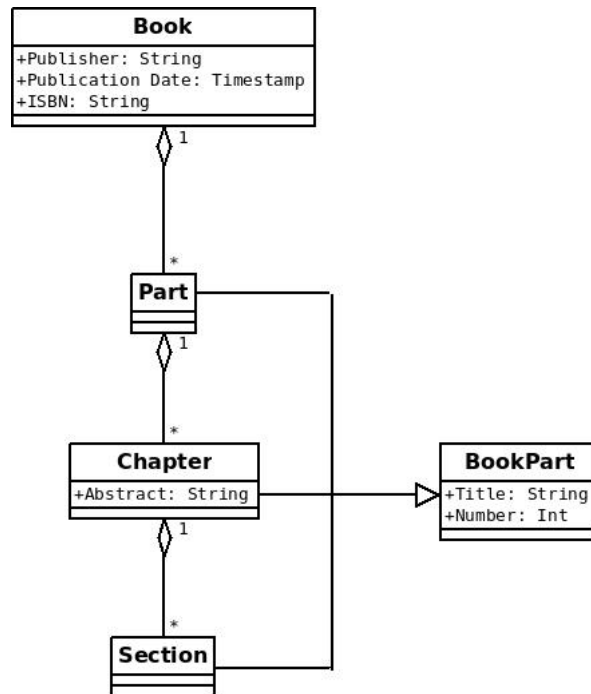 Book
+Publisher: String
+Publication Date: Timestamp
+ISBN: String
1
*
Part
1
*
Chapter
+Abstract: String
1
*
Section
BookPart
+Title: String
+Number: Int